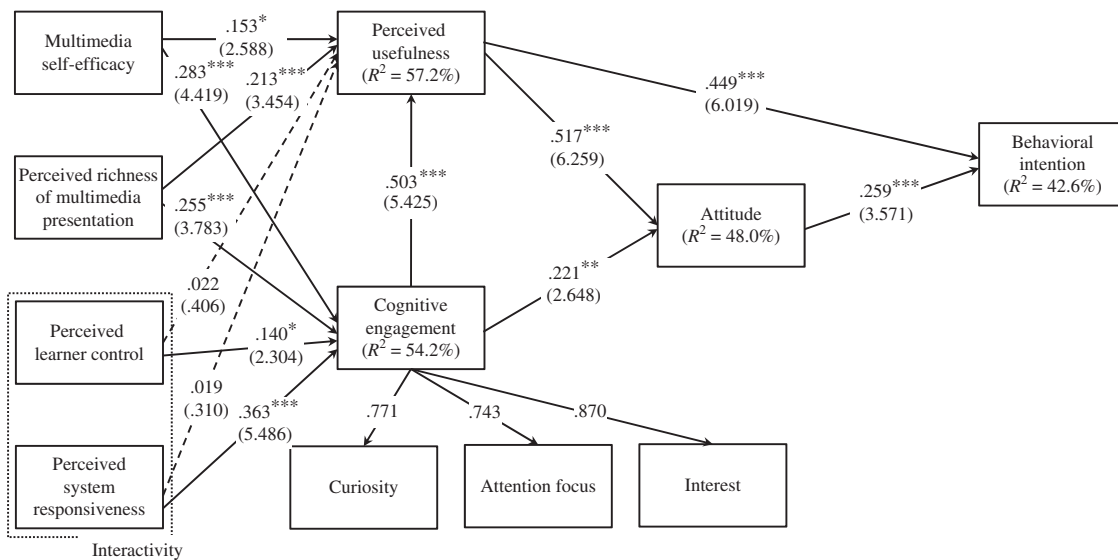 Multimedia
self-efficacy
.153*
(2.588)
Perceived
usefulness
(R² = 57.2%)
.283***
(4.419)
.213***
(3.454)
.449***
(6.019)
Perceived richness
of multimedia
presentation
.255***
(3.783)
.503***
(5.425)
.517***
(6.259)
Behavioral
intention
(R² = 42.6%)
Attitude
(R² = 48.0%)
.259***
(3.571)
.022
(.406)
.221**
(2.648)
Perceived
learner control
.140*
(2.304)
Cognitive
engagement
(R² = 54.2%)
.019
(.310)
.363***
(5.486)
.771
.743
.870
Perceived
system
responsiveness
Curiosity
Attention focus
Interest
Interactivity